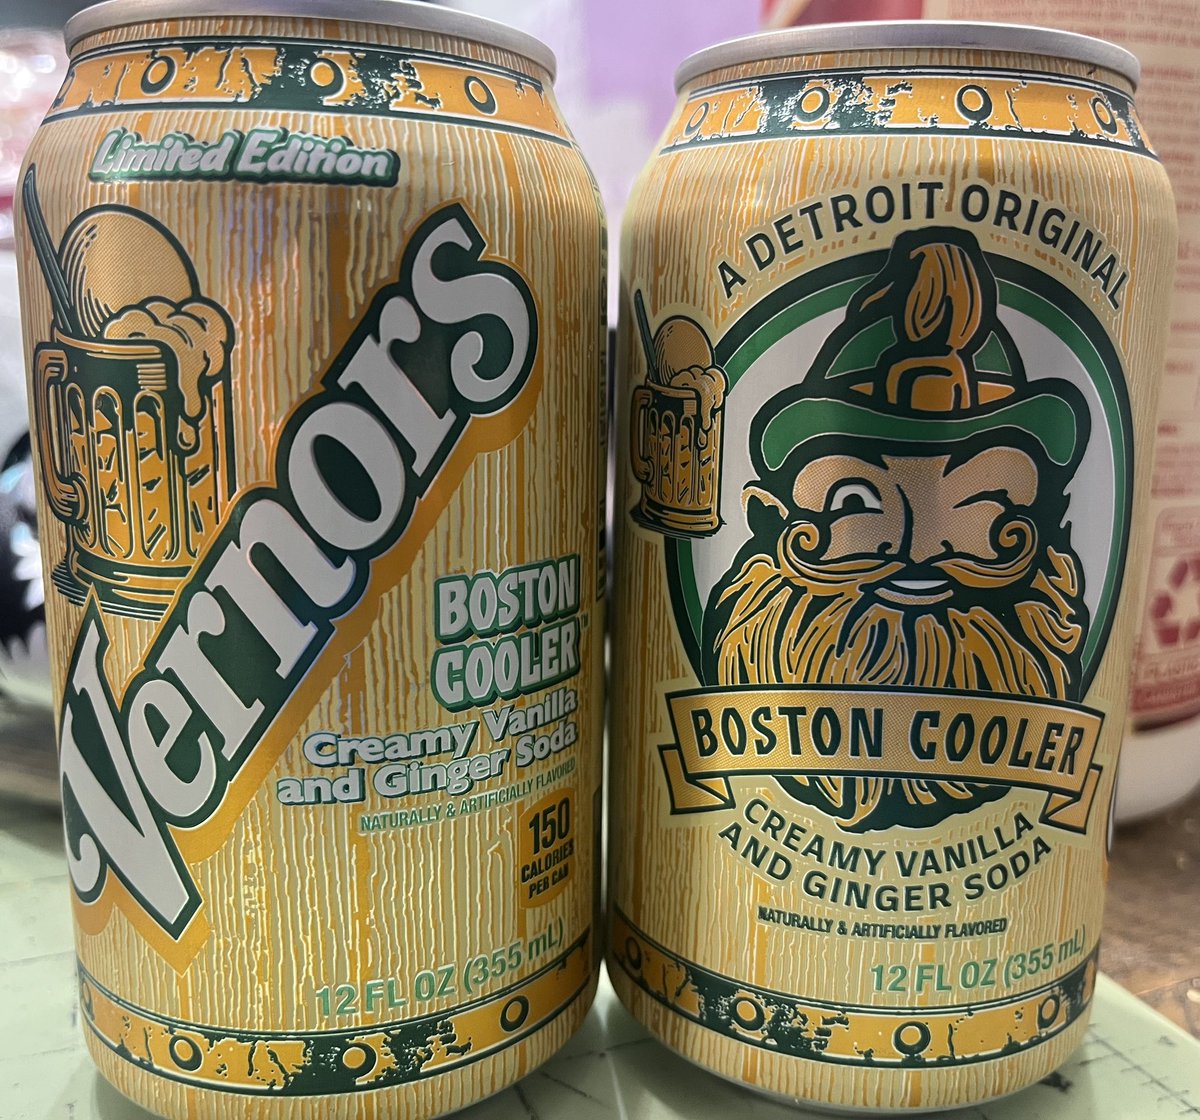 Limited Edition
Vernors
BOSTON
COOLER™
Creamy Vanilla
and Ginger Soda
NATURALLY & ARTIFICIALLY FLAVORED
150
CALORIES
PER CAN
12 FL OZ (355 mL)
A DETROIT ORIGINAL
BOSTON COOLER
CREAMY VANILLA
AND GINGER SODA
NATURALLY & ARTIFICIALLY FLAVORED
12 FL OZ (355 mL)